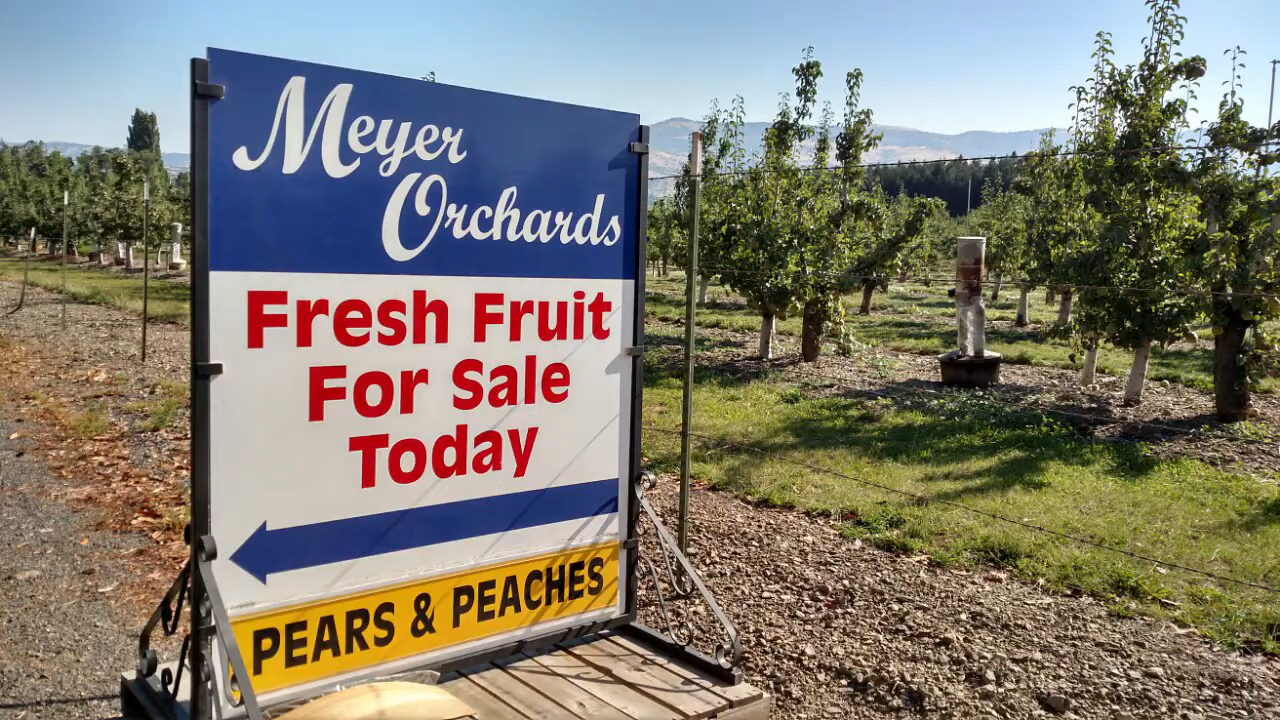 Meyer
Orchards
Fresh Fruit
For Sale
Today
PEARS & PEACHES